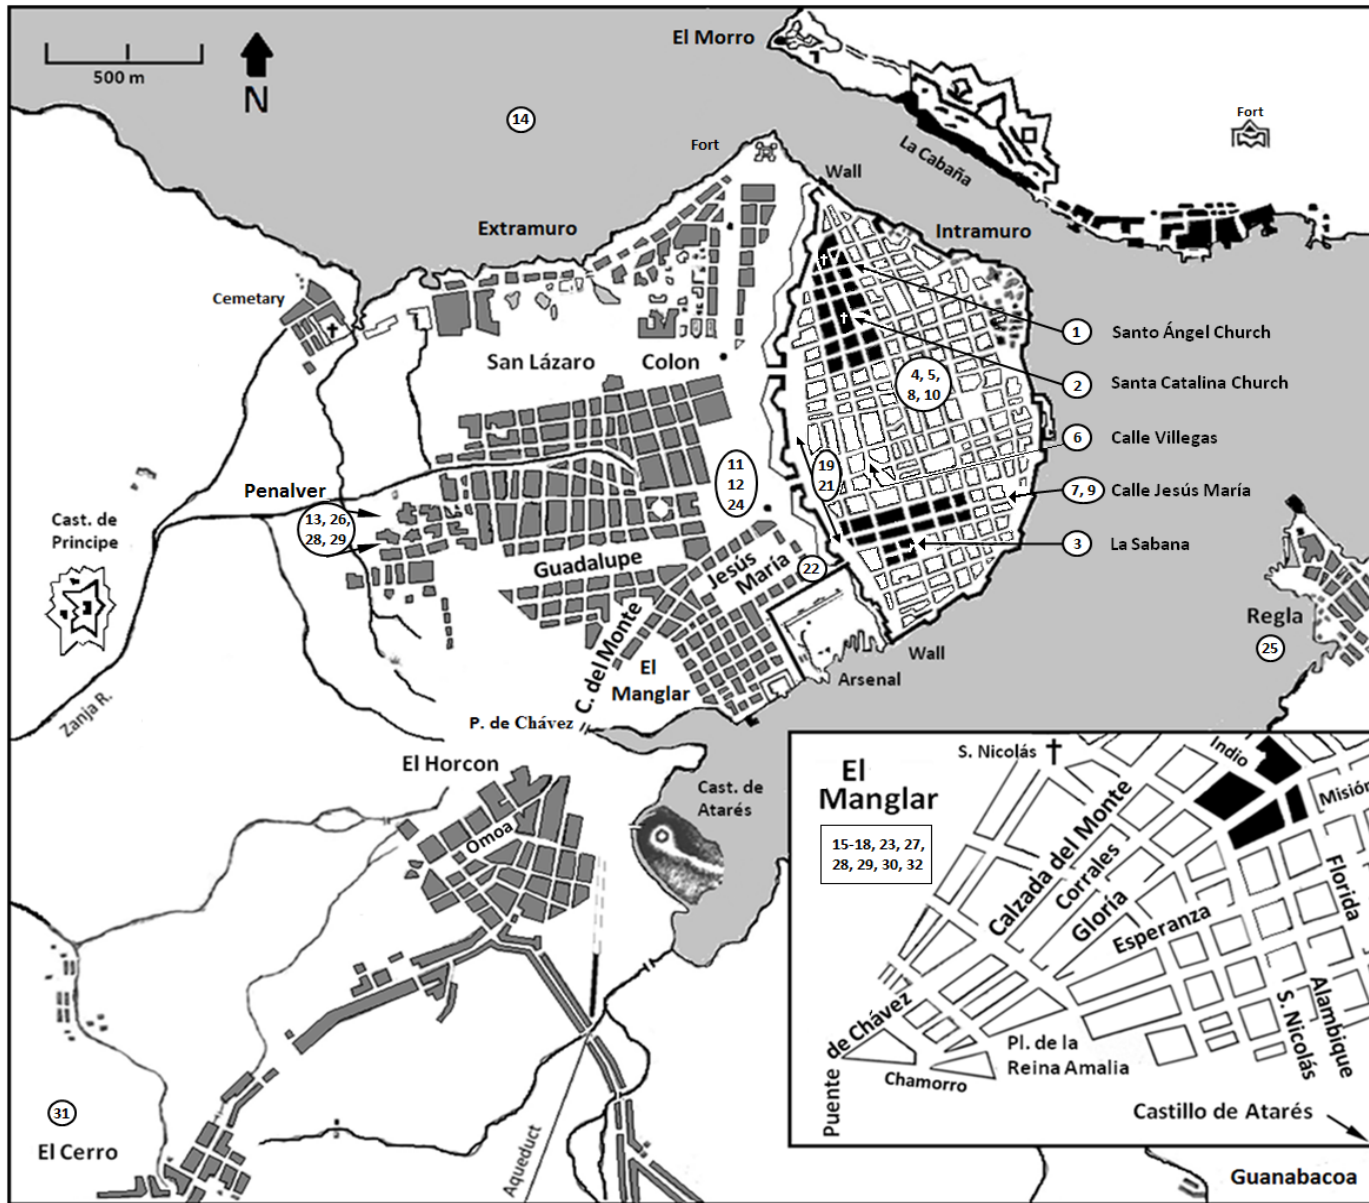 El Morro
500 m
N
14
Fort
Fort
La Cabaña
Wall
Extramuro
Intramuro
Cemetary
1
Santo Ángel Church
San Lázaro
Colon
4, 5,
8, 10
2
Santa Catalina Church
6
Calle Villegas
11
12
24
19
21
Penalver
7, 9
Calle Jesús María
13, 26,
28, 29
Cast. de
Principe
3
La Sabana
Guadalupe
Jesús
María
22
Regla
25
C. del Monte
El
Manglar
Wall
Arsenal
Zanja R.
P. de Chávez
El Horcon
Omoa
Cast. de
Atarés
31
El Cerro
Aqueduct
El
Manglar
15-18, 23, 27,
28, 29, 30, 32
S. Nicolás
Indio
Misión
Calzada del Monte
Corrales
Gloria
Esperanza
Florida
Alambique
S. Nicolás
Puente de Chávez
Chamorro
Pl. de la
Reina Amalia
Castillo de Atarés
Guanabacoa